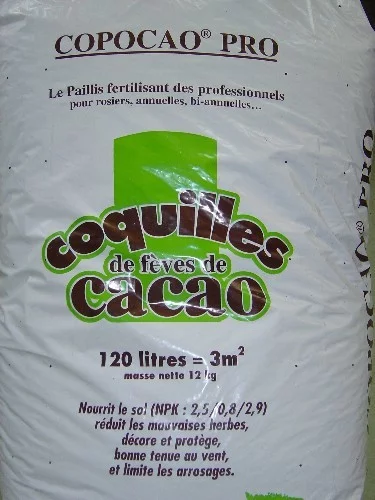 COPOCAO® PRO
Le Paillis fertilisant des professionnels
pour rosiers, annuelles, bi-annuelles...
coquilles
de fèves de
cacao
120 litres = 3m²
masse nette 12 kg
Nourrit le sol (NPK : 2,5/0,8/2,9)
réduit les mauvaises herbes,
décore et protège,
bonne tenue au vent,
et limite les arrosages.
COPOCAO® PRO